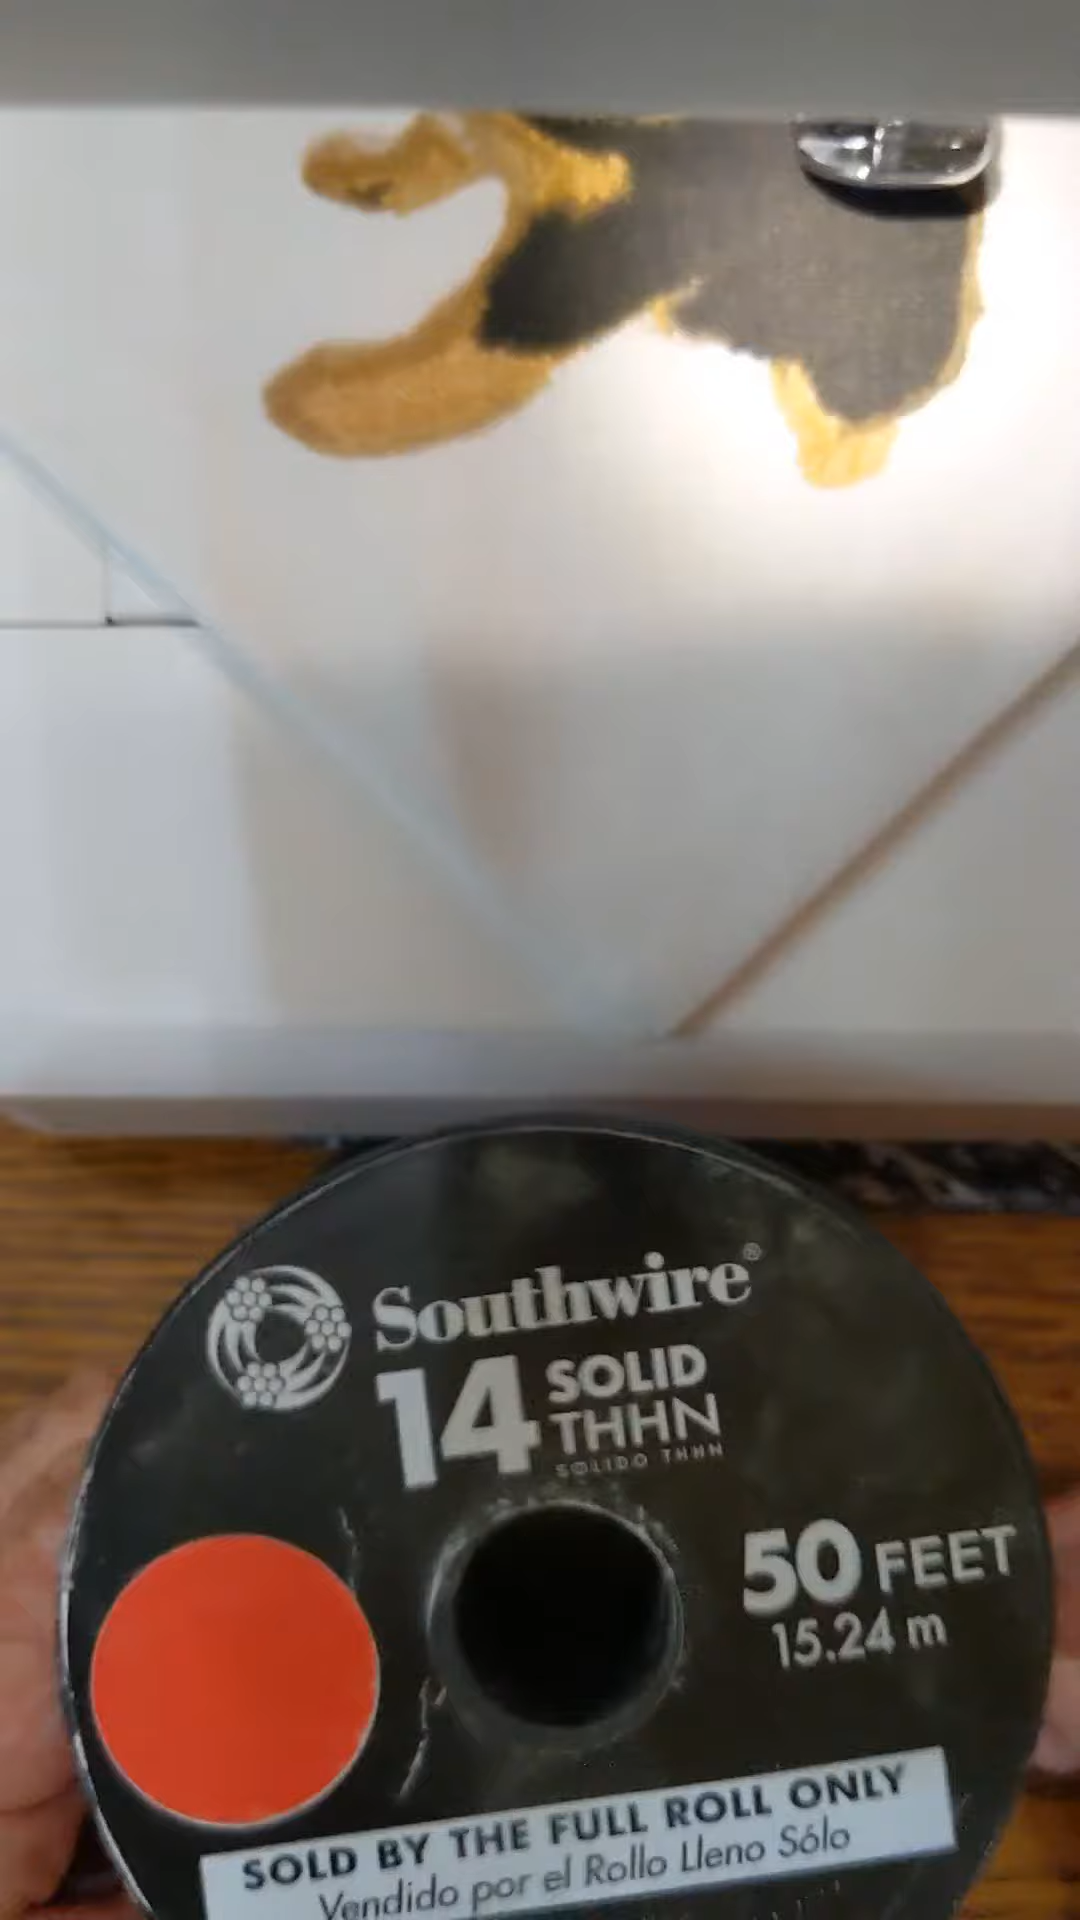 Southwire®
14 SOLID
THHN
SOLIDO THHN
50 FEET
15.24 m
SOLD BY THE FULL ROLL ONLY
Vendido por el Rollo Lleno Sólo